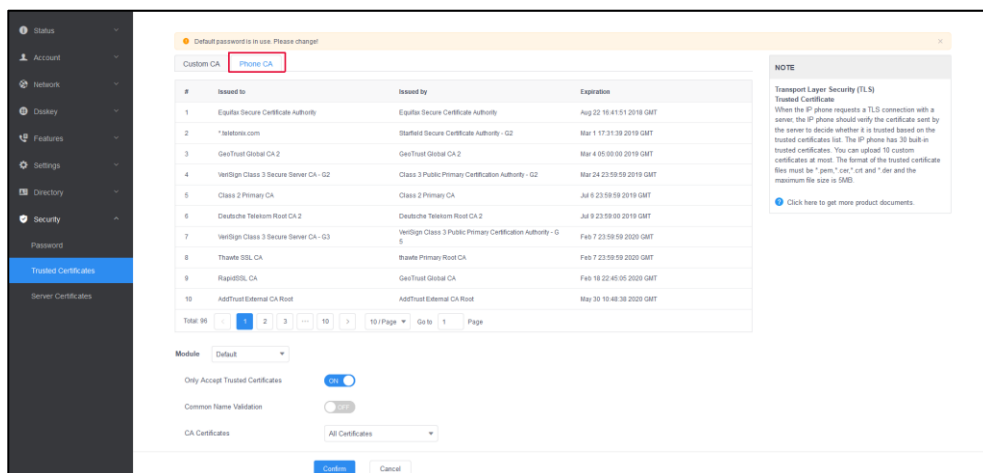 Status
Account
Network
Dsskey
Features
Settings
Directory
Security
Password
Trusted Certificates
Server Certificates
Default password is in use. Please change!
Custom CA Phone CA
# Issued to Issued by Expiration
1 Equifax Secure Certificate Authority Equifax Secure Certificate Authority Aug 22 16:41:51 2018 GMT
2 *.teletonix.com Starfield Secure Certificate Authority - G2 Mar 1 17:31:39 2019 GMT
3 GeoTrust Global CA 2 GeoTrust Global CA 2 Mar 4 05:00:00 2019 GMT
4 VeriSign Class 3 Secure Server CA - G2 Class 3 Public Primary Certification Authority - G2 Mar 24 23:59:59 2019 GMT
5 Class 2 Primary CA Class 2 Primary CA Jul 6 23:59:59 2019 GMT
6 Deutsche Telekom Root CA 2 Deutsche Telekom Root CA 2 Jul 9 23:59:00 2019 GMT
7 VeriSign Class 3 Secure Server CA - G3 VeriSign Class 3 Public Primary Certification Authority - G
5 Feb 7 23:59:59 2020 GMT
8 Thawte SSL CA thawte Primary Root CA Feb 7 23:59:59 2020 GMT
9 RapidSSL CA GeoTrust Global CA Feb 18 22:45:05 2020 GMT
10 AddTrust External CA Root AddTrust External CA Root May 30 10:48:38 2020 GMT
Total: 96 < 1 2 3 ··· 10 > 10 / Page Go to 1 Page
Module Default
Only Accept Trusted Certificates ON
Common Name Validation OFF
CA Certificates All Certificates
Confirm Cancel
NOTE
Transport Layer Security (TLS)
Trusted Certificate
When the IP phone requests a TLS connection with a
server, the IP phone should verify the certificate sent by
the server to decide whether it is trusted based on the
trusted certificates list. The IP phone has 30 built-in
trusted certificates. You can upload 10 custom
certificates at most. The format of the trusted certificate
files must be *.pem,*.cer,*.crt and *.der and the
maximum file size is 5MB.
Click here to get more product documents.